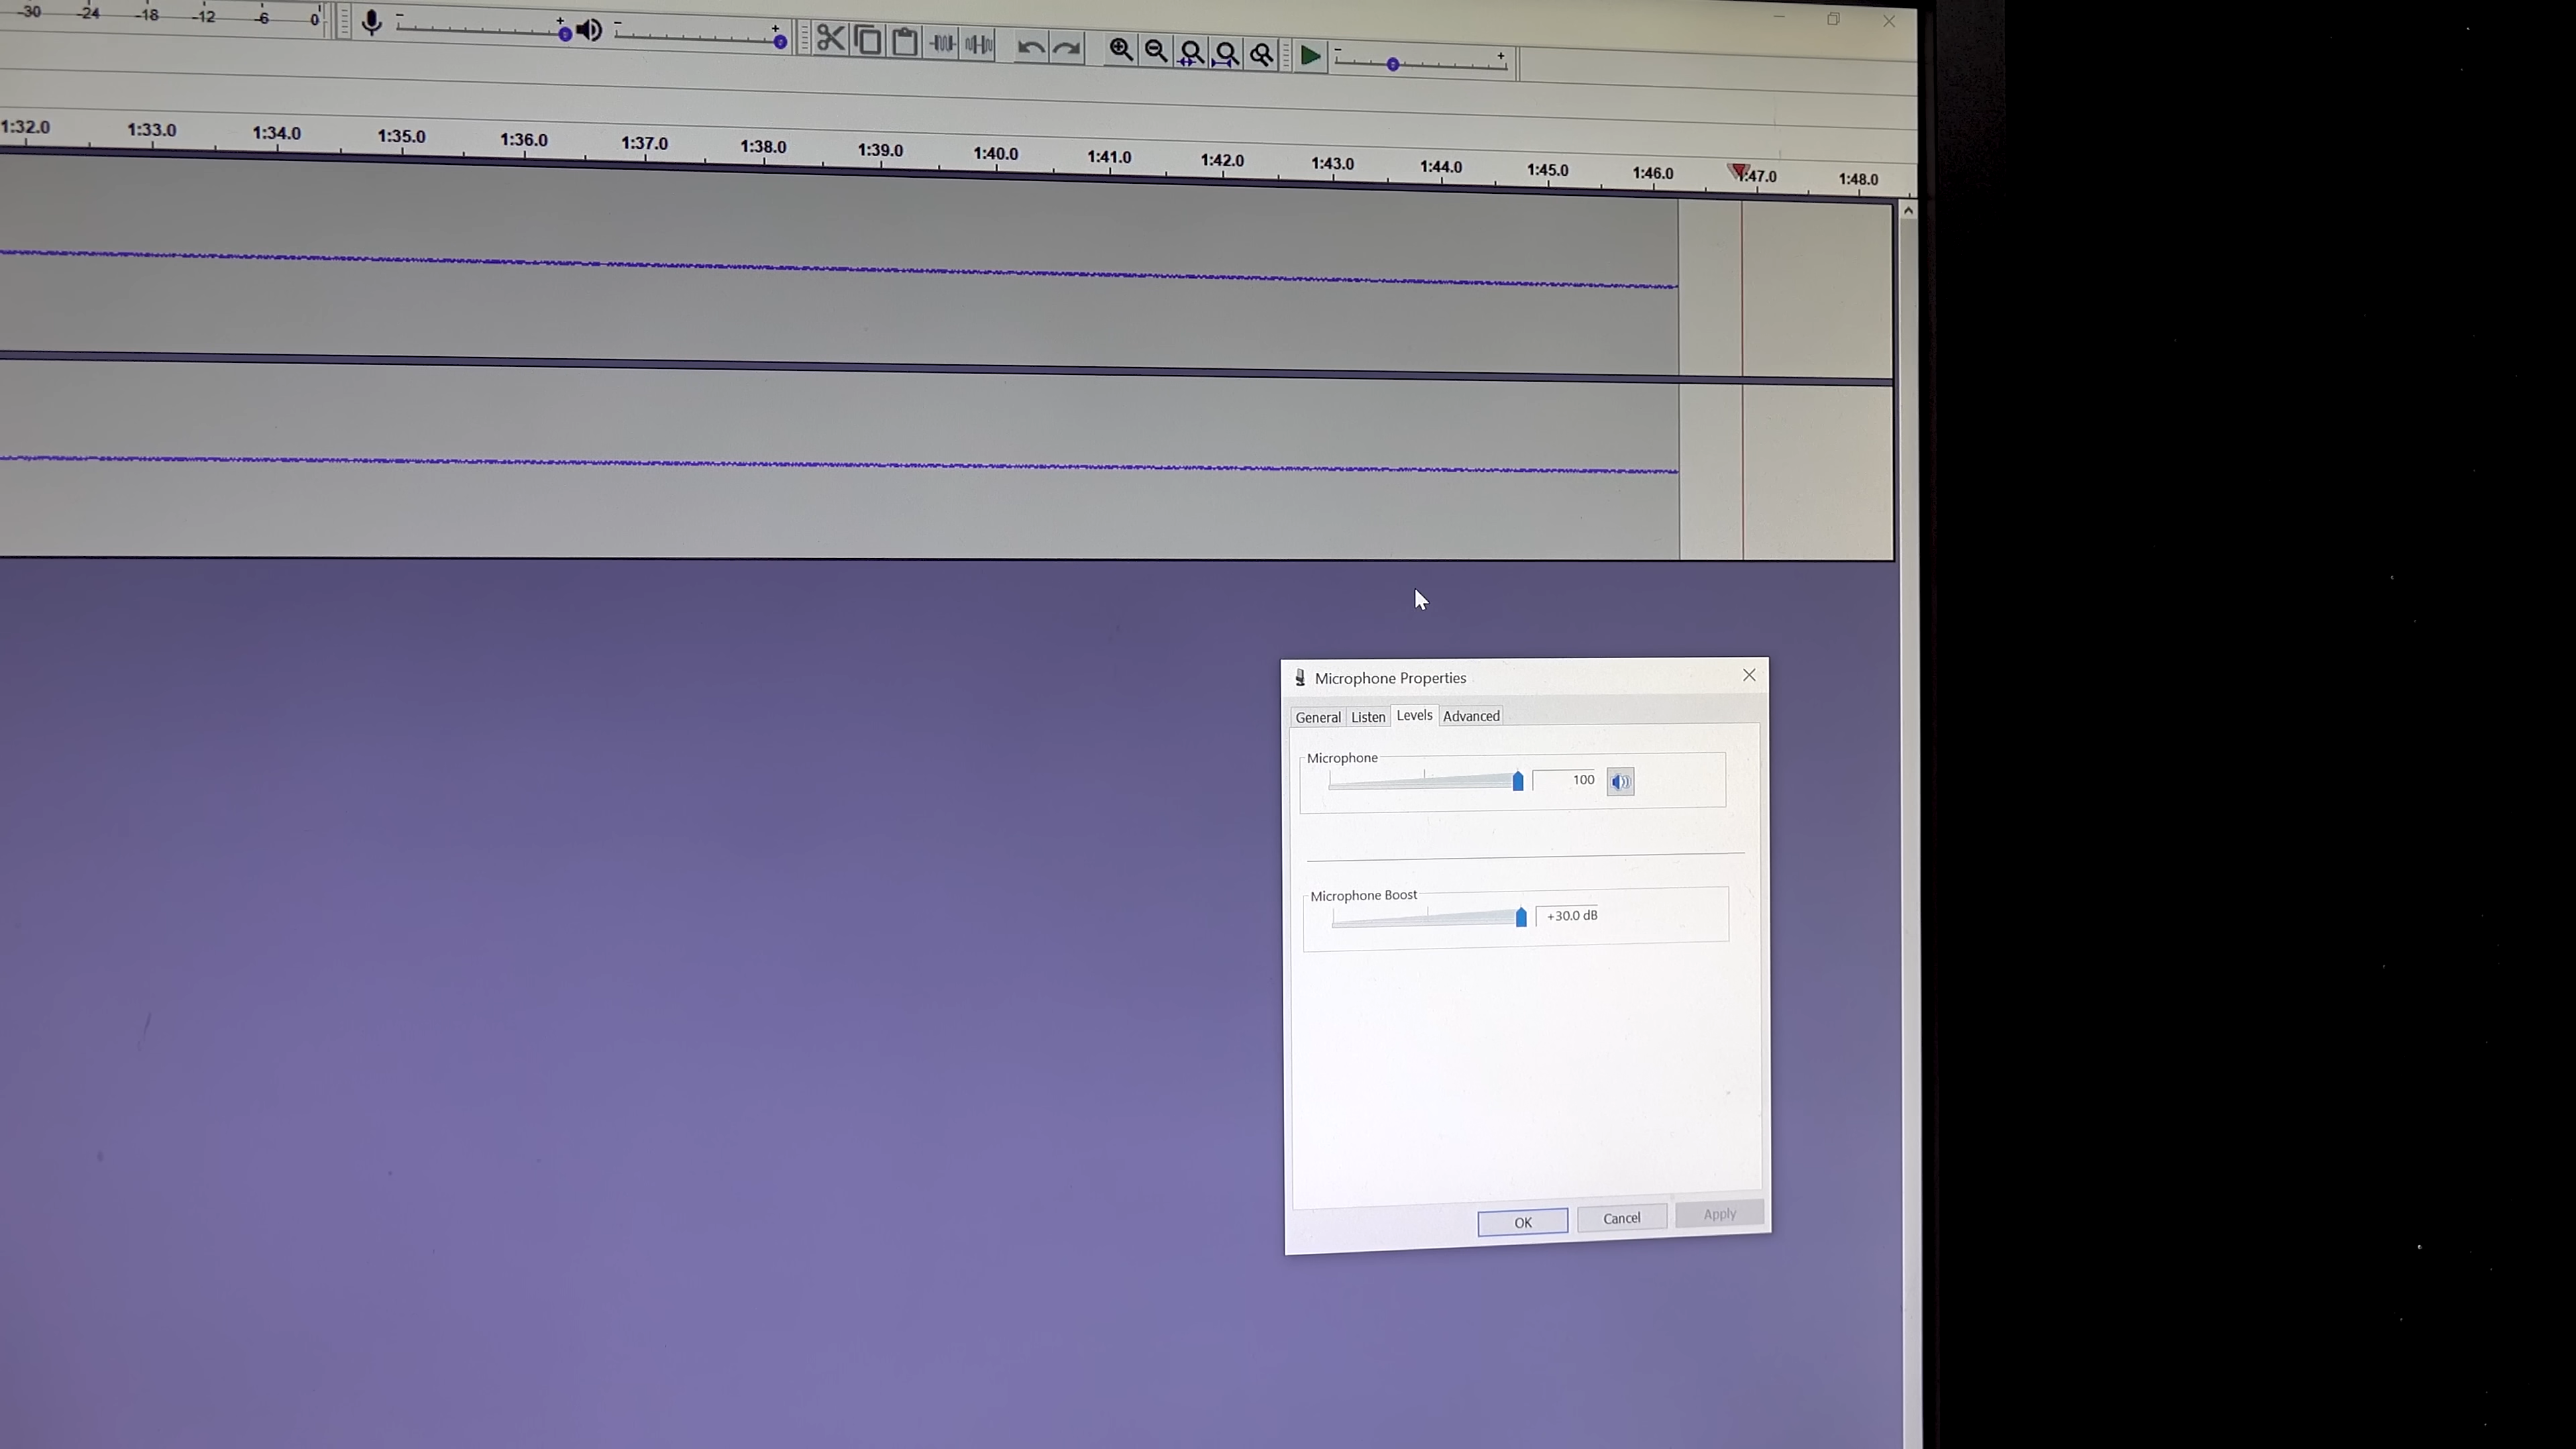 -30 -24 -18 -12 -6 0
1:32.0 1:33.0 1:34.0 1:35.0 1:36.0 1:37.0 1:38.0 1:39.0 1:40.0 1:41.0 1:42.0 1:43.0 1:44.0 1:45.0 1:46.0 1:47.0 1:48.0
Microphone Properties
General Listen Levels Advanced
Microphone
100
Microphone Boost
+30.0 dB
OK Cancel Apply